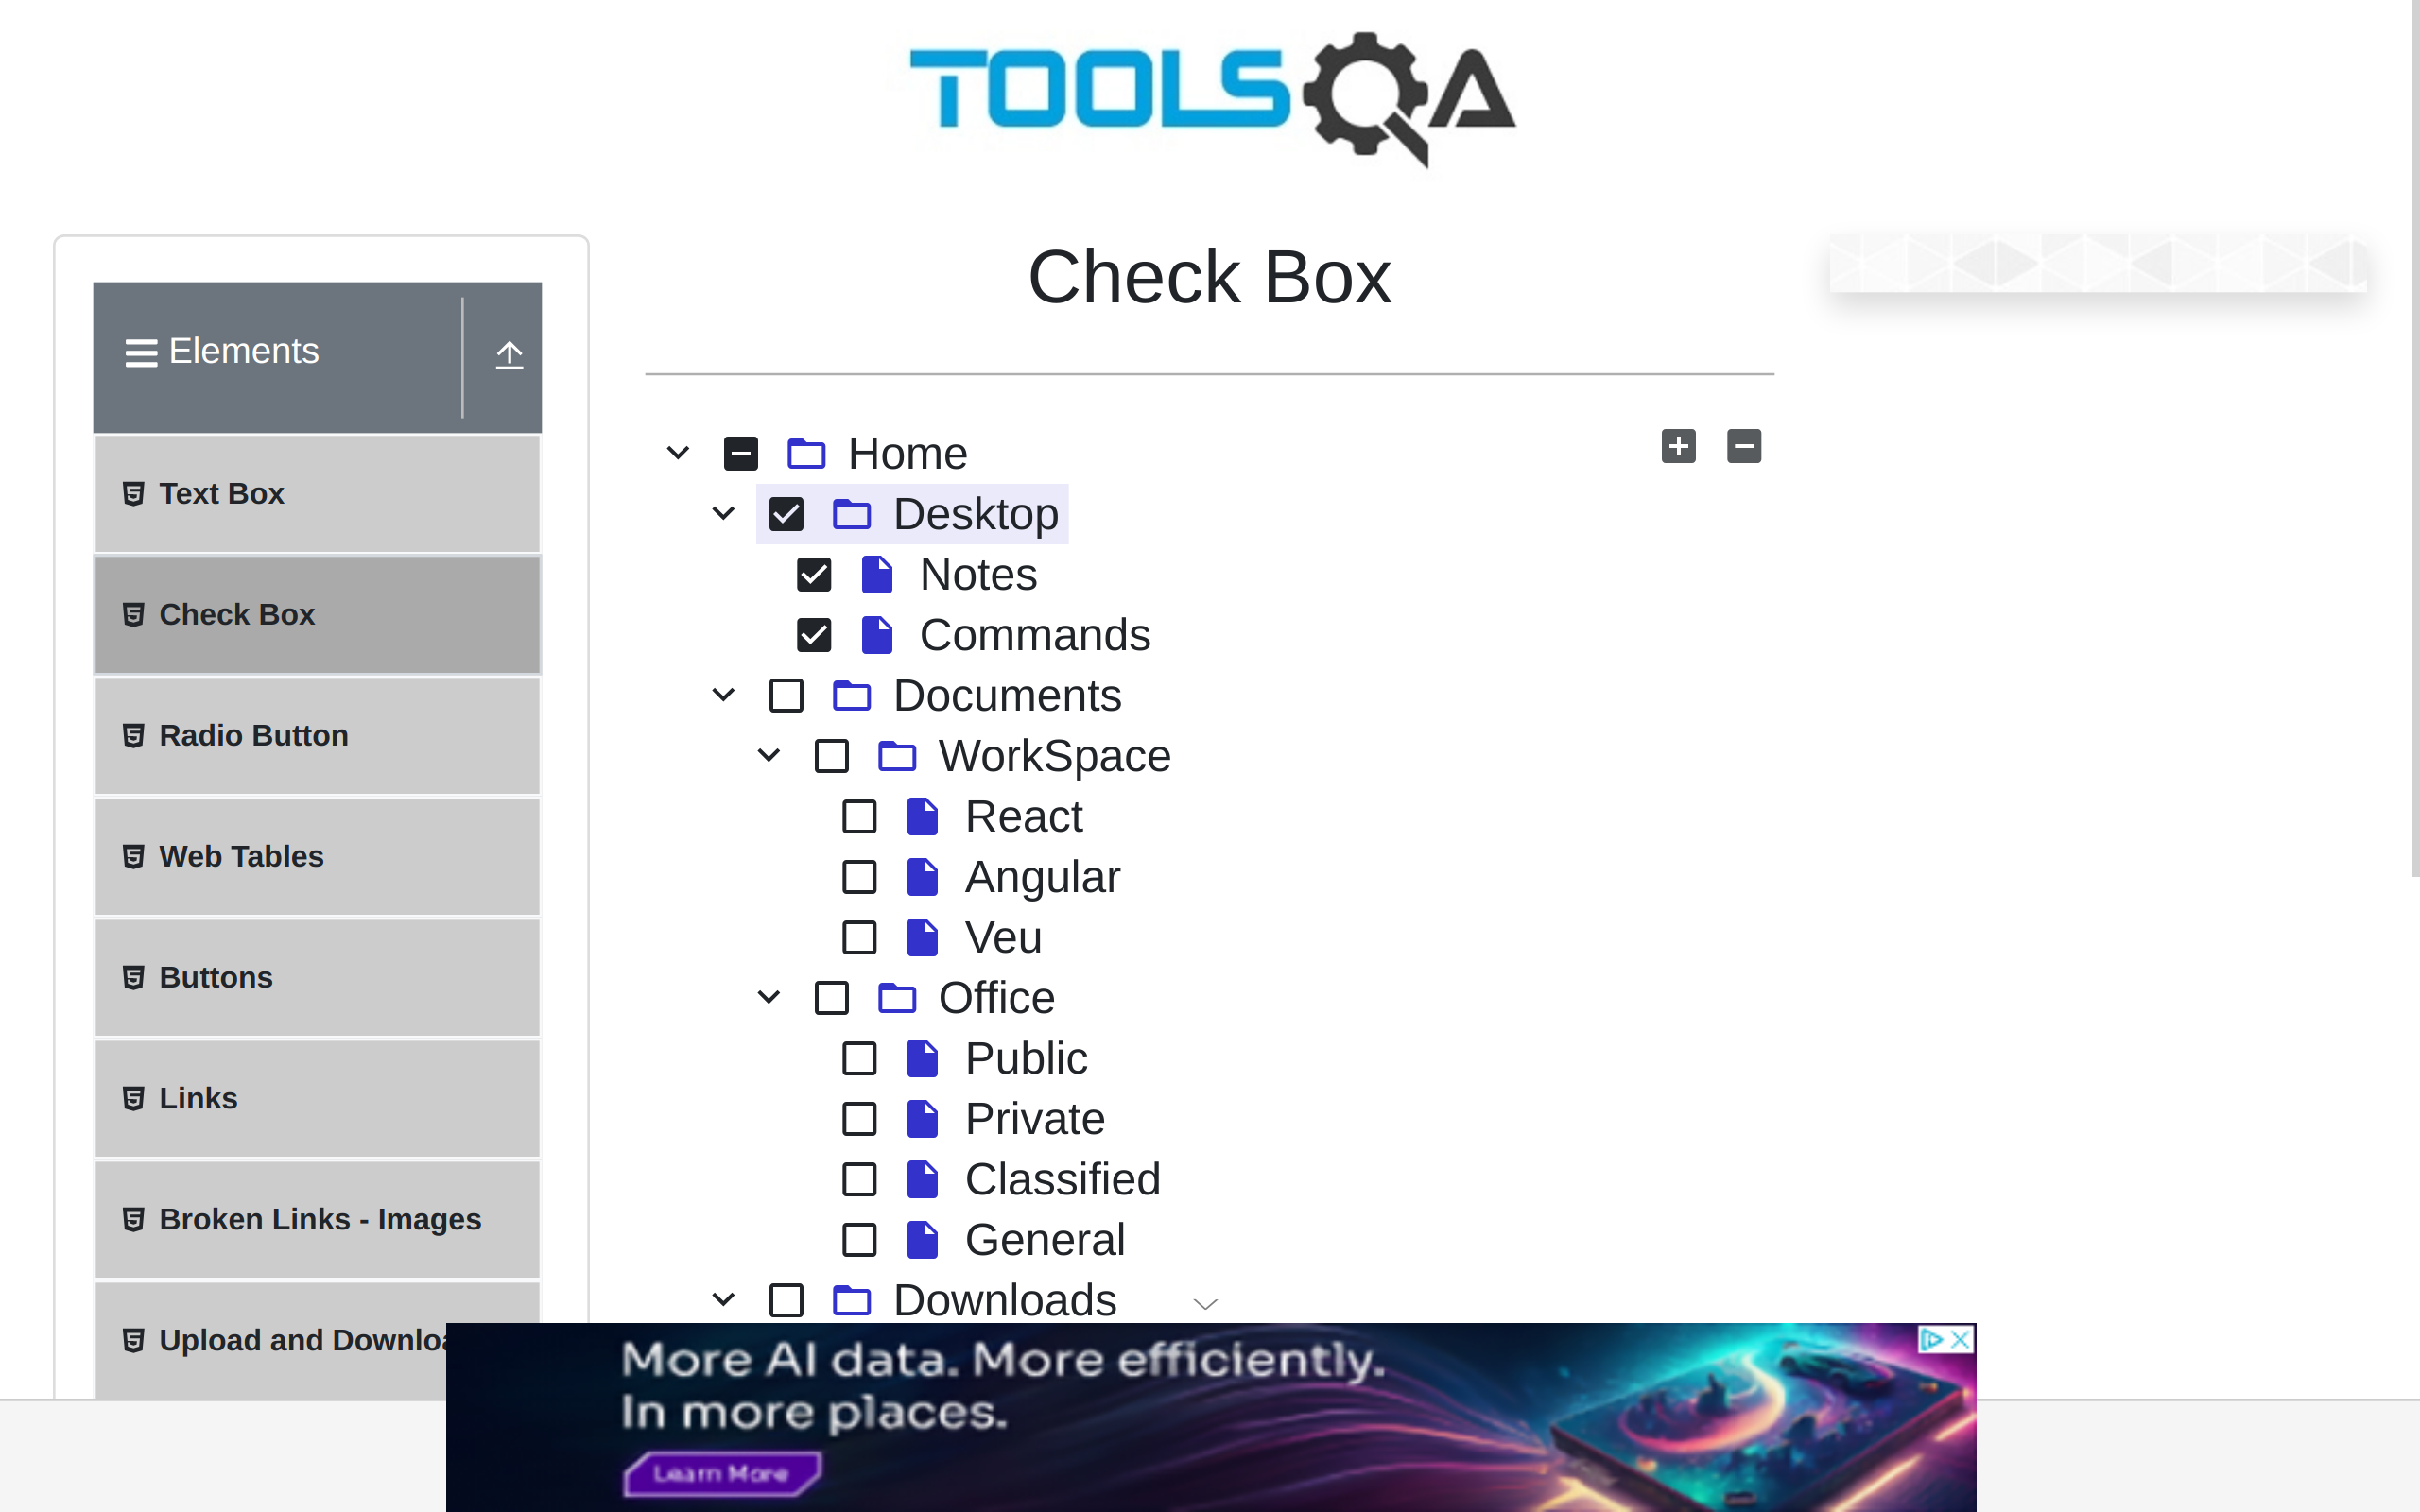 TOOLSQA
Check Box
Elements
Text Box
Check Box
Radio Button
Web Tables
Buttons
Links
Broken Links - Images
Upload and Downloa
Home
Desktop
Notes
Commands
Documents
WorkSpace
React
Angular
Veu
Office
Public
Private
Classified
General
Downloads
More AI data. More efficiently.
In more places.
Learn More